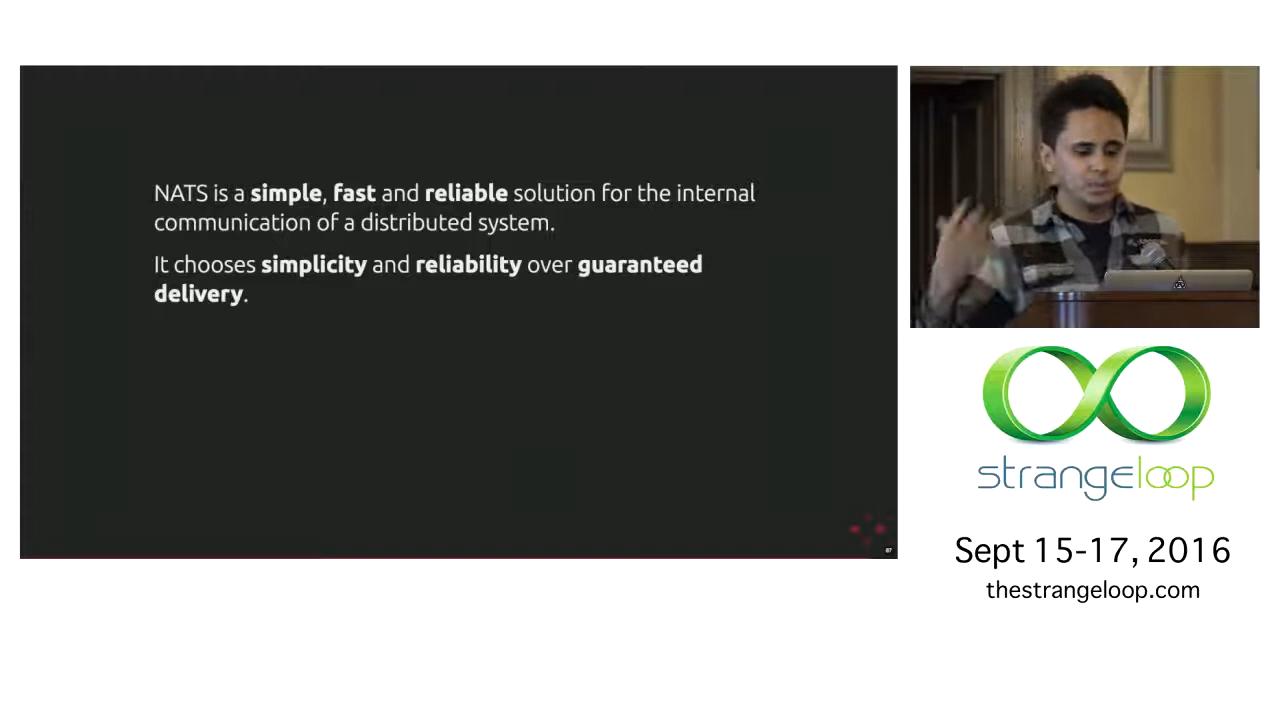 NATS is a simple, fast and reliable solution for the internal
communication of a distributed system.
It chooses simplicity and reliability over guaranteed
delivery.
87
strangeloop
Sept 15-17, 2016
thestrangeloop.com